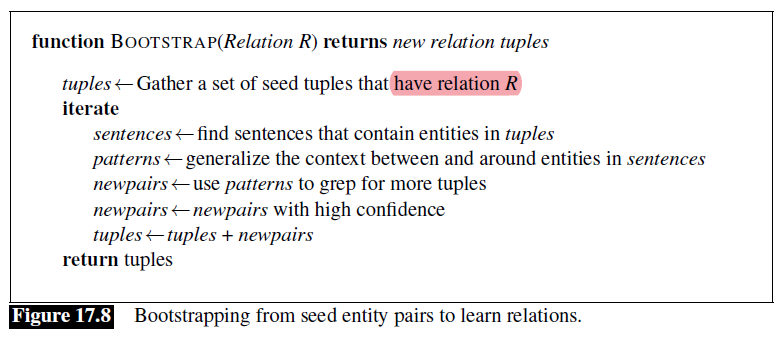 function BOOTSTRAP(Relation R) returns new relation tuples
tuples←Gather a set of seed tuples that have relation R
iterate
sentences←find sentences that contain entities in tuples
patterns←generalize the context between and around entities in sentences
newpairs←use patterns to grep for more tuples
newpairs←newpairs with high confidence
tuples←tuples + newpairs
return tuples
Figure 17.8 Bootstrapping from seed entity pairs to learn relations.